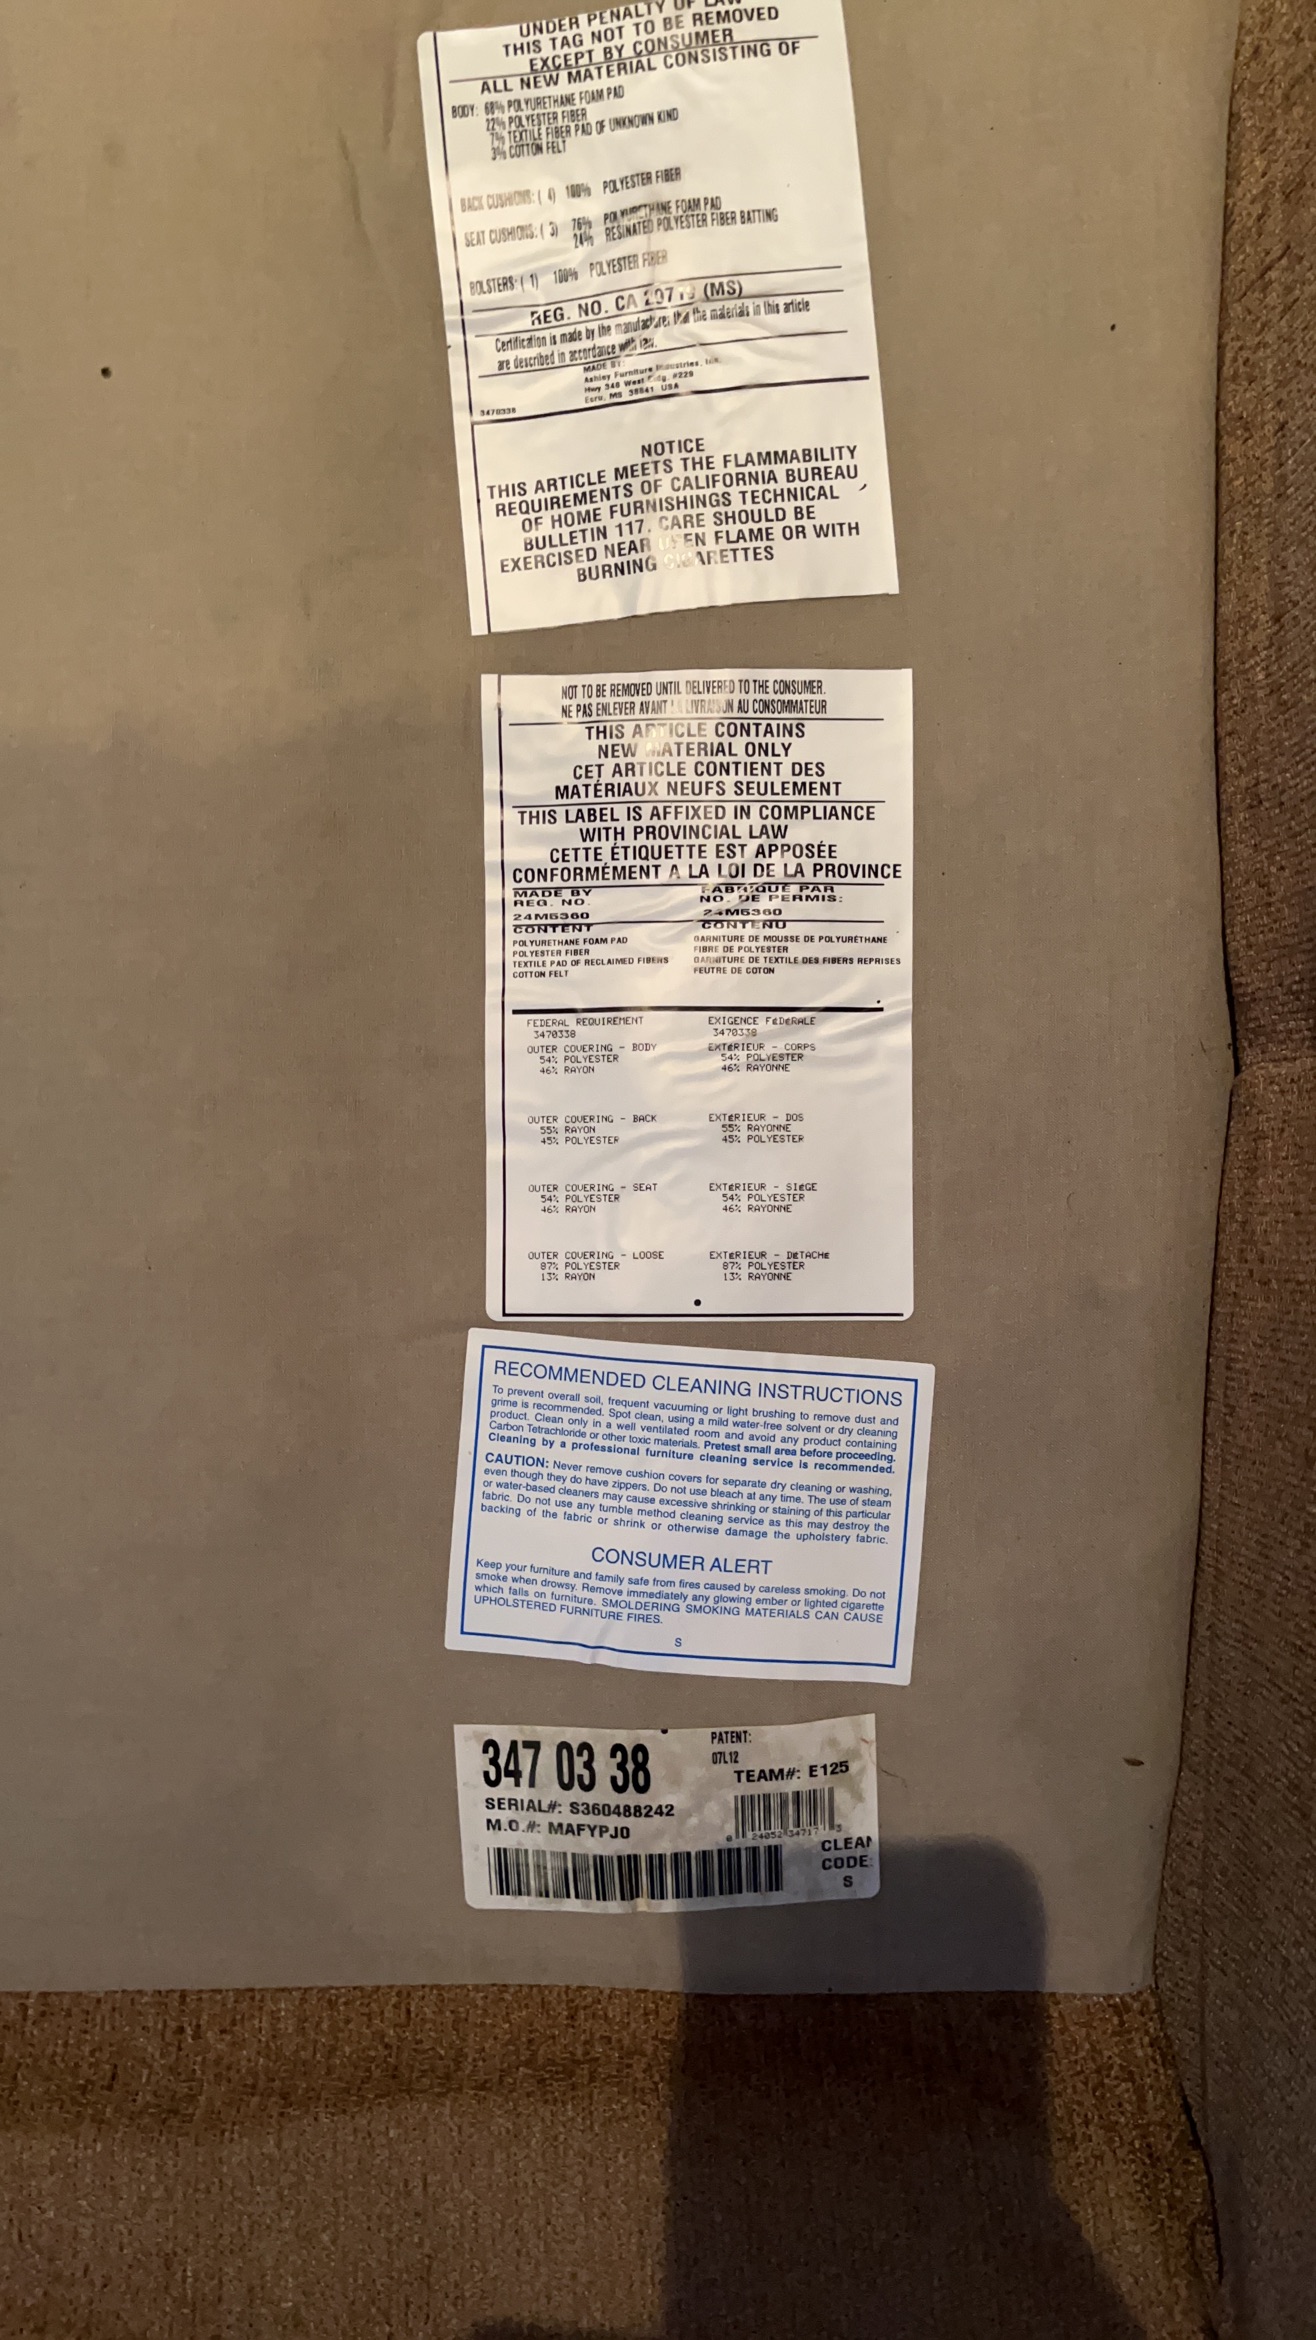 UNDER PENALTY OF LAW
THIS TAG NOT TO BE REMOVED
EXCEPT BY CONSUMER
ALL NEW MATERIAL CONSISTING OF
BODY: 68% POLYURETHANE FOAM PAD
22% POLYESTER FIBER
7% TEXTILE FIBER PAD OF UNKNOWN KIND
3% COTTON FELT
BACK CUSHIONS: ( 4) 100% POLYESTER FIBER
SEAT CUSHIONS: ( 3) 76% POLYURETHANE FOAM PAD
24% RESINATED POLYESTER FIBER BATTING
BOLSTERS: ( 1) 100% POLYESTER FIBER
REG. NO. CA (MS)
Certification is made by the manufacturer that the materials in this article
are described in accordance with law.
MADE BY:
Ashley Furniture Industries, Inc.
Hwy 346 West Bldg. #229
Ecru, MS 38841 USA
3470338
NOTICE
THIS ARTICLE MEETS THE FLAMMABILITY
REQUIREMENTS OF CALIFORNIA BUREAU
OF HOME FURNISHINGS TECHNICAL
BULLETIN 117. CARE SHOULD BE
EXERCISED NEAR OPEN FLAME OR WITH
BURNING CIGARETTES
NOT TO BE REMOVED UNTIL DELIVERED TO THE CONSUMER.
NE PAS ENLEVER AVANT LA LIVRAISON AU CONSOMMATEUR
THIS ARTICLE CONTAINS
NEW MATERIAL ONLY
CET ARTICLE CONTIENT DES
MATÉRIAUX NEUFS SEULEMENT
THIS LABEL IS AFFIXED IN COMPLIANCE
WITH PROVINCIAL LAW
CETTE ÉTIQUETTE EST APPOSÉE
CONFORMÉMENT A LA LOI DE LA PROVINCE
MADE BY FABRIQUÉ PAR
REG. NO. NO. DE PERMIS:
24M5360 24M5360
CONTENT CONTENU
POLYURETHANE FOAM PAD GARNITURE DE MOUSSE DE POLYURÉTHANE
POLYESTER FIBER FIBRE DE POLYESTER
TEXTILE PAD OF RECLAIMED FIBERS GARNITURE DE TEXTILE DES FIBERS REPRISES
COTTON FELT FEUTRE DE COTON
FEDERAL REQUIREMENT EXIGENCE FéDéRALE
3470338 3470338
OUTER COVERING - BODY EXTéRIEUR - CORPS
54% POLYESTER 54% POLYESTER
46% RAYON 46% RAYONNE
OUTER COVERING - BACK EXTéRIEUR - DOS
55% RAYON 55% RAYONNE
45% POLYESTER 45% POLYESTER
OUTER COVERING - SEAT EXTéRIEUR - SIéGE
54% POLYESTER 54% POLYESTER
46% RAYON 46% RAYONNE
OUTER COVERING - LOOSE EXTéRIEUR - DéTACHé
87% POLYESTER 87% POLYESTER
13% RAYON 13% RAYONNE
RECOMMENDED CLEANING INSTRUCTIONS
To prevent overall soil, frequent vacuuming or light brushing to remove dust and
grime is recommended. Spot clean, using a mild water-free solvent or dry cleaning
product. Clean only in a well ventilated room and avoid any product containing
Carbon Tetrachloride or other toxic materials. Pretest small area before proceeding.
Cleaning by a professional furniture cleaning service is recommended.
CAUTION: Never remove cushion covers for separate dry cleaning or washing,
even though they do have zippers. Do not use bleach at any time. The use of steam
or water-based cleaners may cause excessive shrinking or staining of this particular
fabric. Do not use any tumble method cleaning service as this may destroy the
backing of the fabric or shrink or otherwise damage the upholstery fabric.
CONSUMER ALERT
Keep your furniture and family safe from fires caused by careless smoking. Do not
smoke when drowsy. Remove immediately any glowing ember or lighted cigarette
which falls on furniture. SMOLDERING SMOKING MATERIALS CAN CAUSE
UPHOLSTERED FURNITURE FIRES.
S
347 03 38
PATENT:
07L12
TEAM#: E125
SERIAL#: S360488242
M.O.#: MAFYPJ0
0 24052 34717 3
CLEAN
CODE:
S